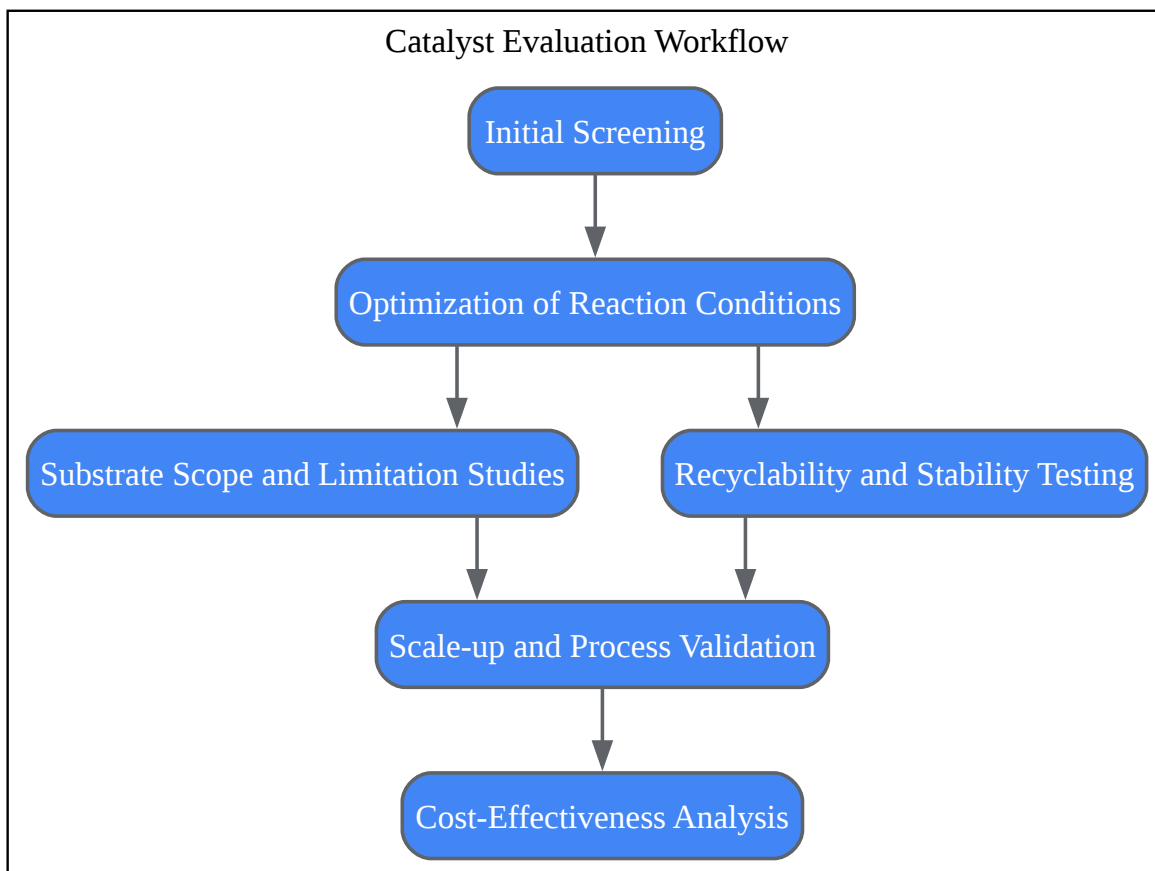 Catalyst Evaluation Workflow
Initial Screening
Optimization of Reaction Conditions
Substrate Scope and Limitation Studies
Recyclability and Stability Testing
Scale-up and Process Validation
Cost-Effectiveness Analysis